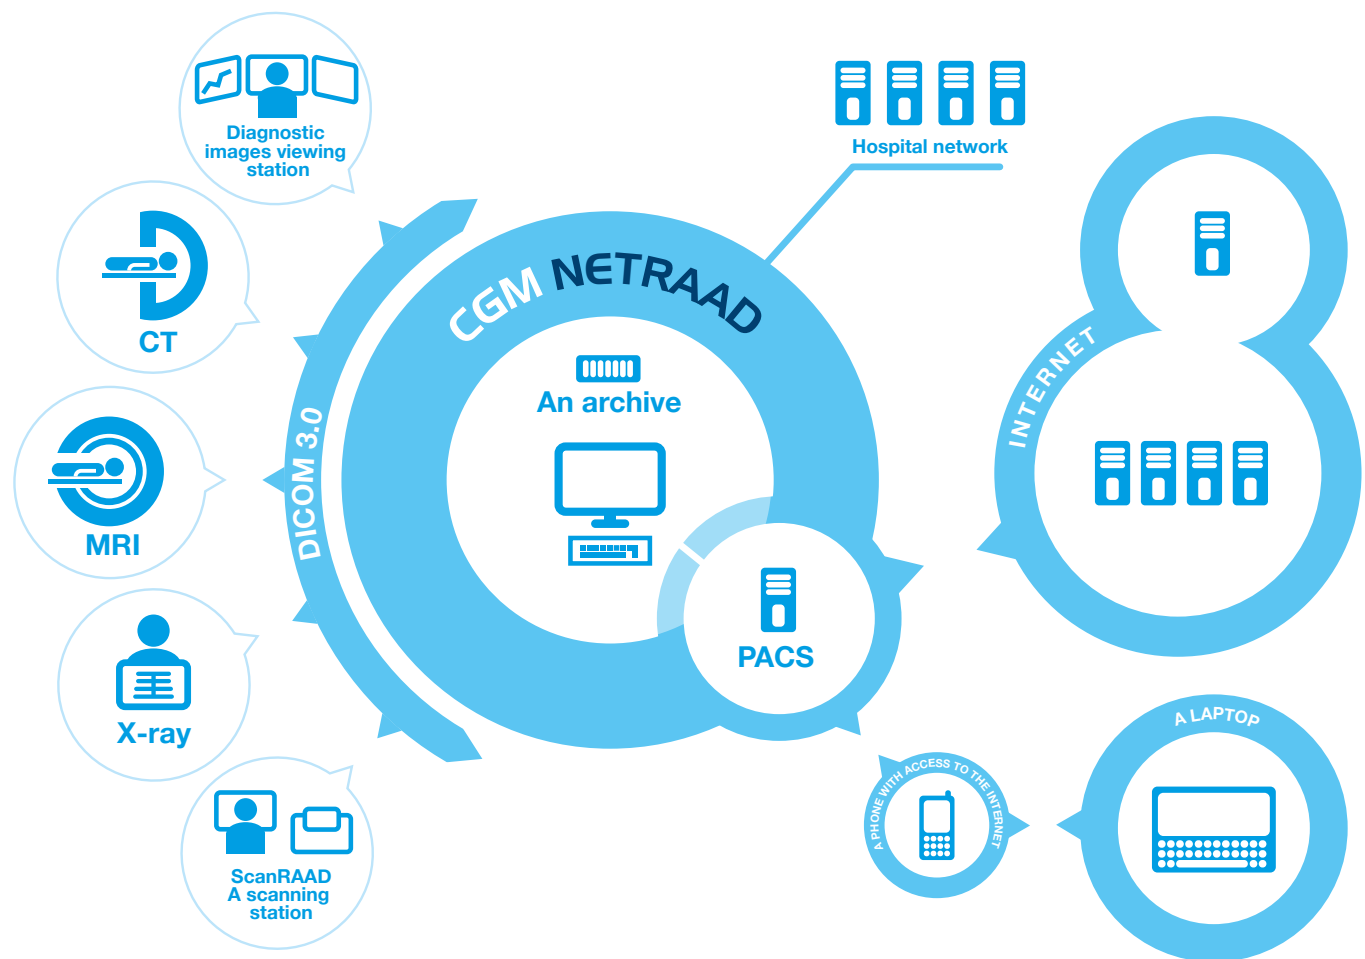 Diagnostic
images viewing
station
CT
MRI
X-ray
ScanRAAD
A scanning
station
DICOM 3.0
CGM NETRAAD
An archive
PACS
Hospital network
INTERNET
A PHONE WITH ACCESS TO THE INTERNET
A LAPTOP